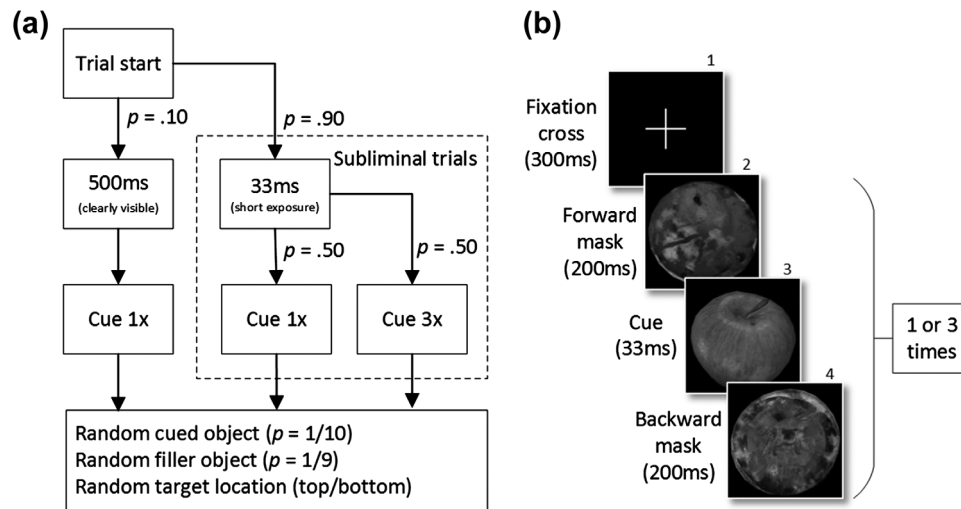 (a)
Trial start
p = .10
p = .90
Subliminal trials
500ms
(clearly visible)
33ms
(short exposure)
p = .50
p = .50
Cue 1x
Cue 1x
Cue 3x
Random cued object (p = 1/10)
Random filler object (p = 1/9)
Random target location (top/bottom)
(b)
1
Fixation
cross
(300ms)
2
Forward
mask
(200ms)
3
Cue
(33ms)
4
Backward
mask
(200ms)
1 or 3
times